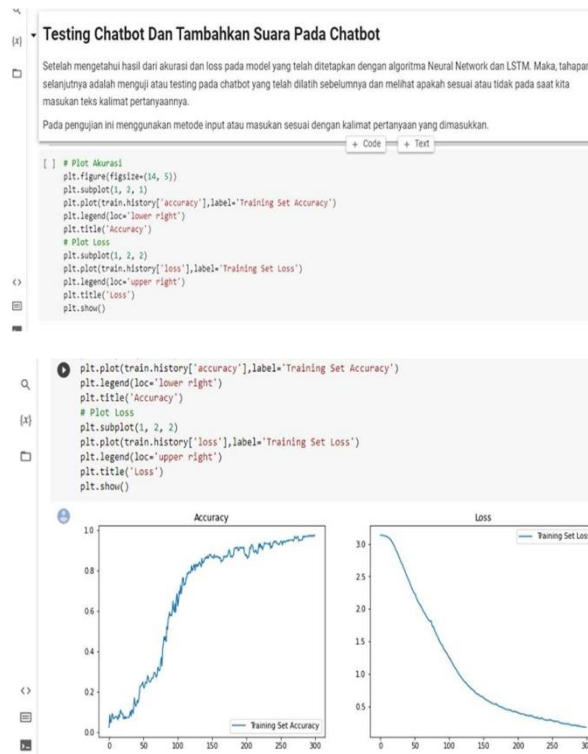 {x}
Testing Chatbot Dan Tambahkan Suara Pada Chatbot
Setelah mengetahui hasil dari akurasi dan loss pada model yang telah ditetapkan dengan algoritma Neural Network dan LSTM. Maka, tahapan
selanjutnya adalah menguji atau testing pada chatbot yang telah dilatih sebelumnya dan melihat apakah sesuai atau tidak pada saat kita
masukan teks kalimat pertanyaannya.
Pada pengujian ini menggunakan metode input atau masukan sesuai dengan kalimat pertanyaan yang dimasukkan.
+ Code + Text
[ ] # Plot Akurasi
plt.figure(figsize=(14, 5))
plt.subplot(1, 2, 1)
plt.plot(train.history['accuracy'],label='Training Set Accuracy')
plt.legend(loc='lower right')
plt.title('Accuracy')
# Plot Loss
plt.subplot(1, 2, 2)
plt.plot(train.history['loss'],label='Training Set Loss')
plt.legend(loc='upper right')
plt.title('Loss')
plt.show()
<>
plt.plot(train.history['accuracy'],label='Training Set Accuracy')
plt.legend(loc='lower right')
plt.title('Accuracy')
# Plot Loss
plt.subplot(1, 2, 2)
plt.plot(train.history['loss'],label='Training Set Loss')
plt.legend(loc='upper right')
plt.title('Loss')
plt.show()
{x}
Accuracy
1.0
0.8
0.6
0.4
0.2
0.0
0 50 100 150 200 250 300
Training Set Accuracy
Loss
Training Set Loss
3.0
2.5
2.0
1.5
1.0
0.5
0 50 100 150 200 250 300
<>